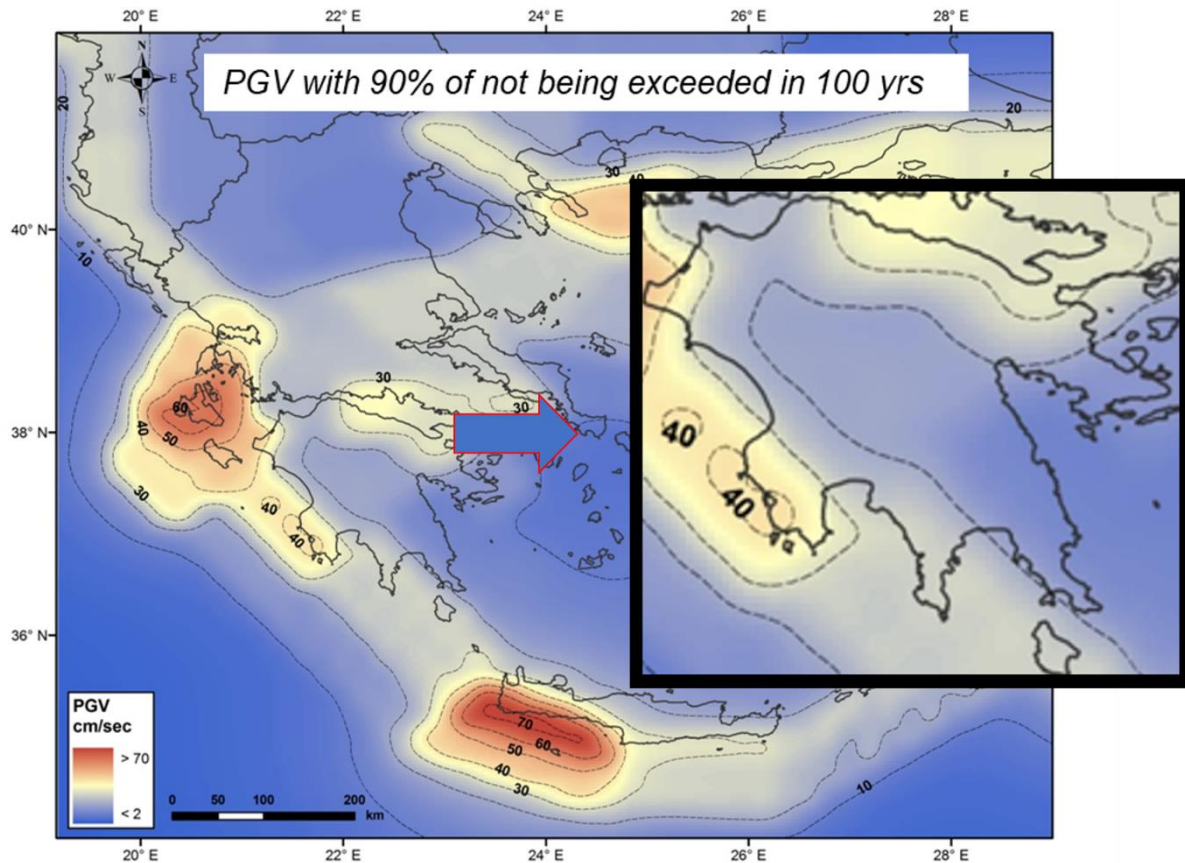 20° E 22° E 24° E 26° E 28° E
N
W E
S
PGV with 90% of not being exceeded in 100 yrs
20
20
30
40° N
10
40
60
50
40
30
30
30
38° N
40
40
40
40
36° N
70
60
50
40
30
10
PGV
cm/sec
> 70
< 2
0 50 100 200
km
20° E 22° E 24° E 26° E 28° E